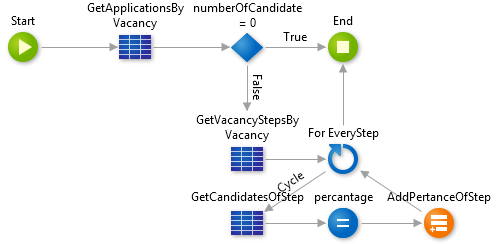 Start
GetApplicationsBy
Vacancy
numberOfCandidate
= 0
True
End
False
GetVacancyStepsBy
Vacancy
For EveryStep
Cycle
GetCandidatesOfStep
percantage
AddPertanceOfStep